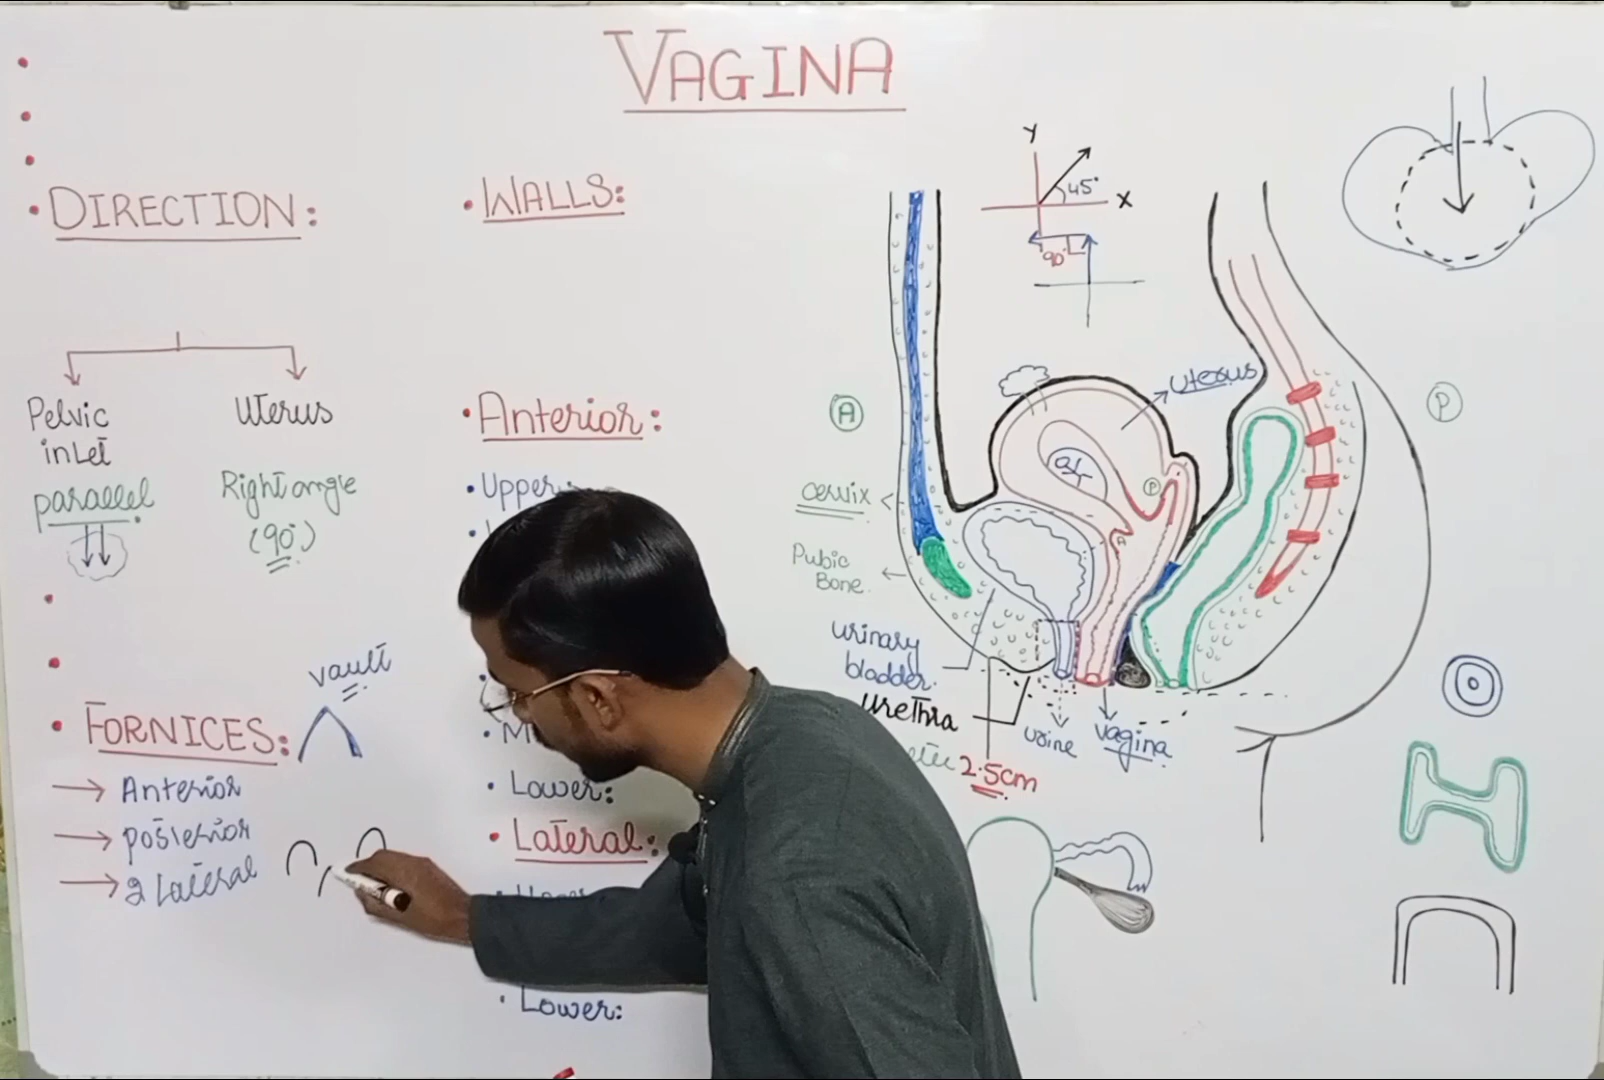 VAGINA
DIRECTION:
Pelvic
inlet
parallel
Uterus
Right angle
(90°)
vault
FORNICES:
Anterior
posterior
2 Lateral
WALLS:
Anterior:
Upper
M
Lower:
Lateral:
Lower:
Y
45°
X
90°
A
P
uterus
A
P
cervix
Pubic
Bone
urinary
bladder.
urethra
urine
vagina
2.5cm